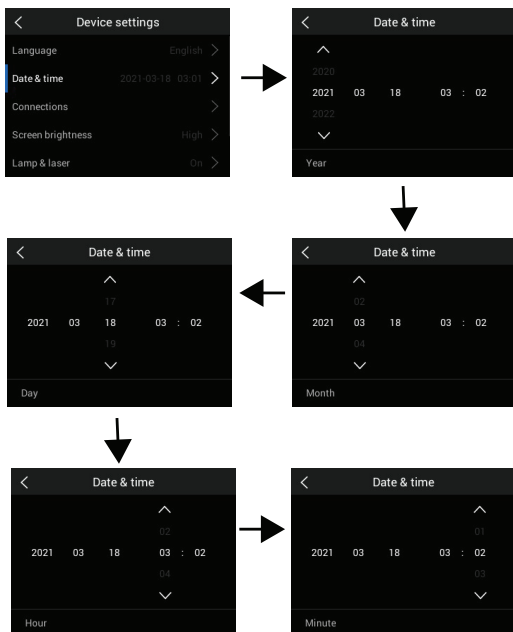 Device settings
Language English
Date & time 2021-03-18 03:01
Connections
Screen brightness High
Lamp & laser On
Date & time
2020
2021 03 18 03 : 02
2022
Year
Date & time
02
2021 03 18 03 : 02
04
Month
Date & time
17
2021 03 18 03 : 02
19
Day
Date & time
02
2021 03 18 03 : 02
04
Hour
Date & time
01
2021 03 18 03 : 02
03
Minute